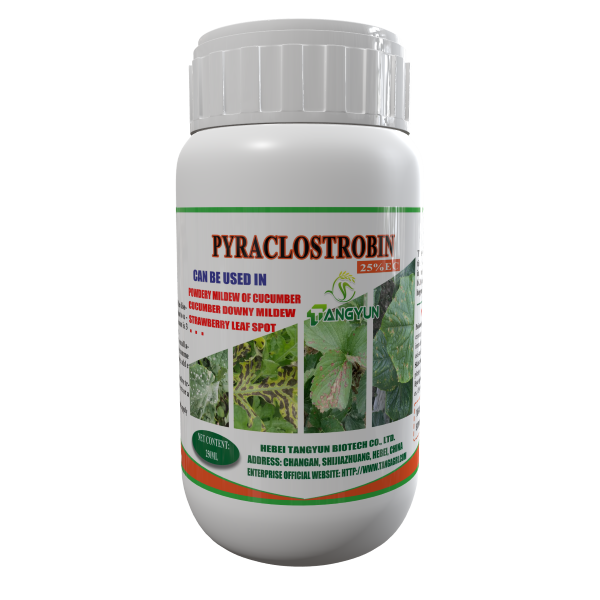 PYRACLOSTROBIN
25%EC
CAN BE USED IN
POWDERY MILDEW OF CUCUMBER
CUCUMBER DOWNY MILDEW
STRAWBERRY LEAF SPOT
...
TANGYUN
NET CONTENT:
250ML
HEBEI TANGYUN BIOTECH CO., LTD.
ADDRESS: CHANGAN, SHIJIAZHUANG, HEBEI, CHINA
ENTERPRISE OFFICIAL WEBSITE: HTTP://WWW.TANGAGRO.COM